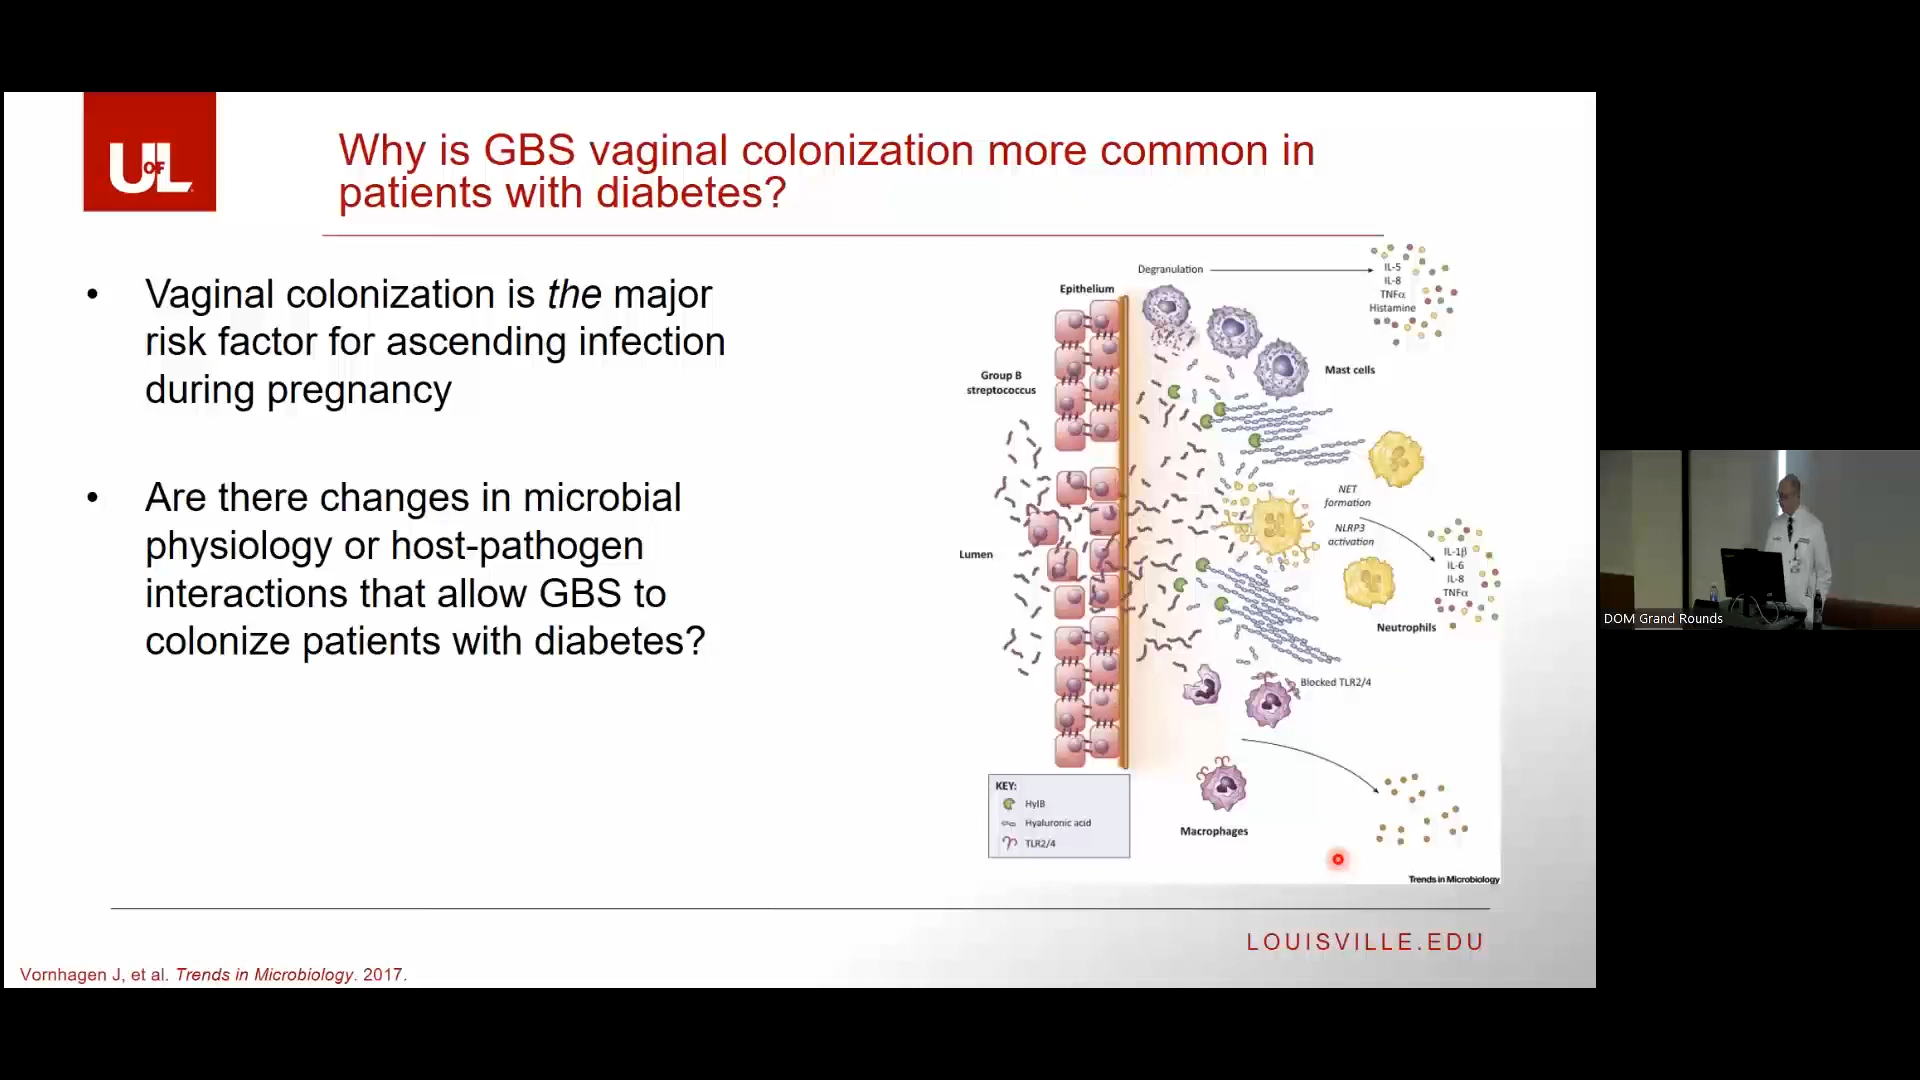 UofL
Why is GBS vaginal colonization more common in
patients with diabetes?
• Vaginal colonization is the major
risk factor for ascending infection
during pregnancy
• Are there changes in microbial
physiology or host-pathogen
interactions that allow GBS to
colonize patients with diabetes?
Degranulation
IL-5
IL-8
TNFα
Histamine
Epithelium
Mast cells
Group B
streptococcus
NET
formation
NLRP3
activation
Lumen
IL-1β
IL-6
IL-8
TNFα
Neutrophils
Blocked TLR2/4
KEY:
HylB
Hyaluronic acid
TLR2/4
Macrophages
Trends in Microbiology
LOUISVILLE.EDU
Vornhagen J, et al. Trends in Microbiology. 2017.
DOM Grand Rounds